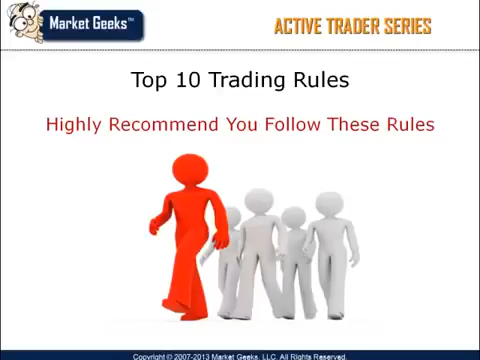 Market Geeks™
ACTIVE TRADER SERIES
Top 10 Trading Rules
Highly Recommend You Follow These Rules
Copyright © 2007-2013 Market Geeks, LLC. All Rights Reserved.